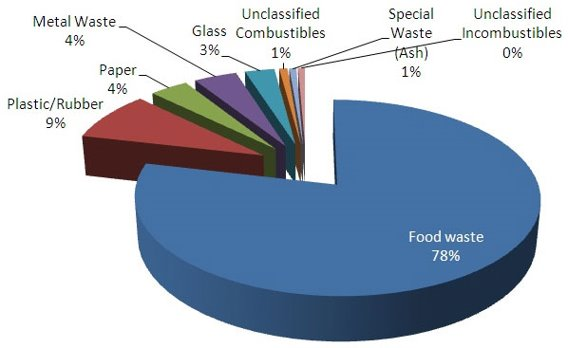 Metal Waste
4%
Glass
3%
Unclassified
Combustibles
1%
Special
Waste
(Ash)
1%
Unclassified
Incombustibles
0%
Paper
4%
Plastic/Rubber
9%
Food waste
78%